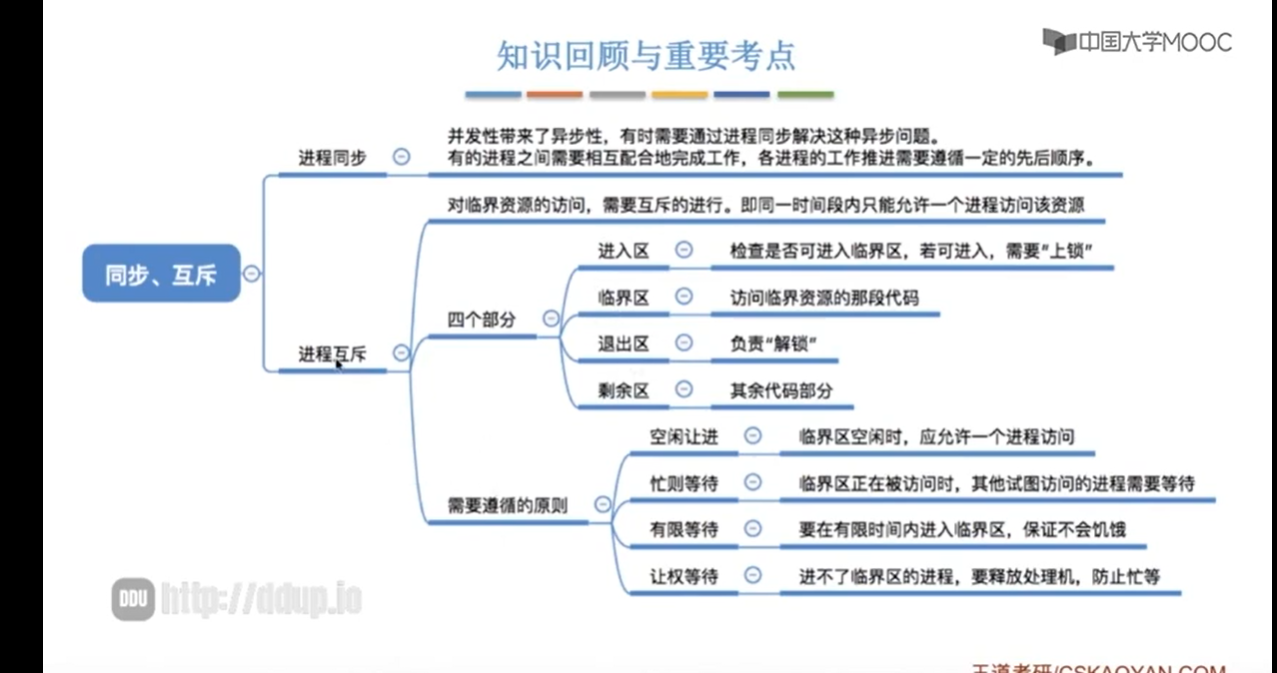 知识回顾与重要考点
中国大学MOOC
并发性带来了异步性，有时需要通过进程同步解决这种异步问题。
进程同步
有的进程之间需要相互配合地完成工作，各进程的工作推进需要遵循一定的先后顺序。
对临界资源的访问，需要互斥的进行。即同一时间段内只能允许一个进程访问该资源
同步、互斥
进程互斥
四个部分
进入区 检查是否可进入临界区，若可进入，需要“上锁”
临界区 访问临界资源的那段代码
退出区 负责“解锁”
剩余区 其余代码部分
需要遵循的原则
空闲让进 临界区空闲时，应允许一个进程访问
忙则等待 临界区正在被访问时，其他试图访问的进程需要等待
有限等待 要在有限时间内进入临界区，保证不会饥饿
让权等待 进不了临界区的进程，要释放处理机，防止忙等
DDU http://ddup.io
王道考研/CSKAOYAN.COM